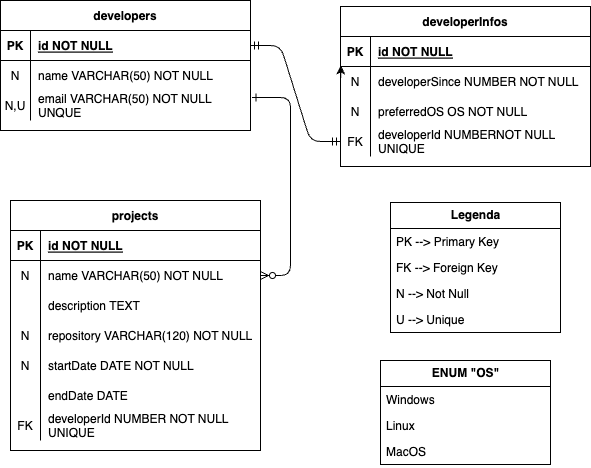 developers
PK id NOT NULL
N name VARCHAR(50) NOT NULL
N,U email VARCHAR(50) NOT NULL
UNQUE
developerInfos
PK id NOT NULL
N developerSince NUMBER NOT NULL
N preferredOS OS NOT NULL
FK developerId NUMBERNOT NULL
UNIQUE
projects
PK id NOT NULL
N name VARCHAR(50) NOT NULL
description TEXT
N repository VARCHAR(120) NOT NULL
N startDate DATE NOT NULL
endDate DATE
FK developerId NUMBER NOT NULL
UNIQUE
Legenda
PK --> Primary Key
FK --> Foreign Key
N --> Not Null
U --> Unique
ENUM "OS"
Windows
Linux
MacOS